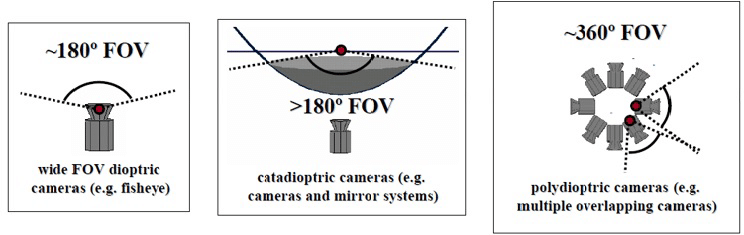 ~180º FOV
wide FOV dioptric
cameras (e.g. fisheye)
>180º FOV
catadioptric cameras (e.g.
cameras and mirror systems)
~360º FOV
polydioptric cameras (e.g.
multiple overlapping cameras)